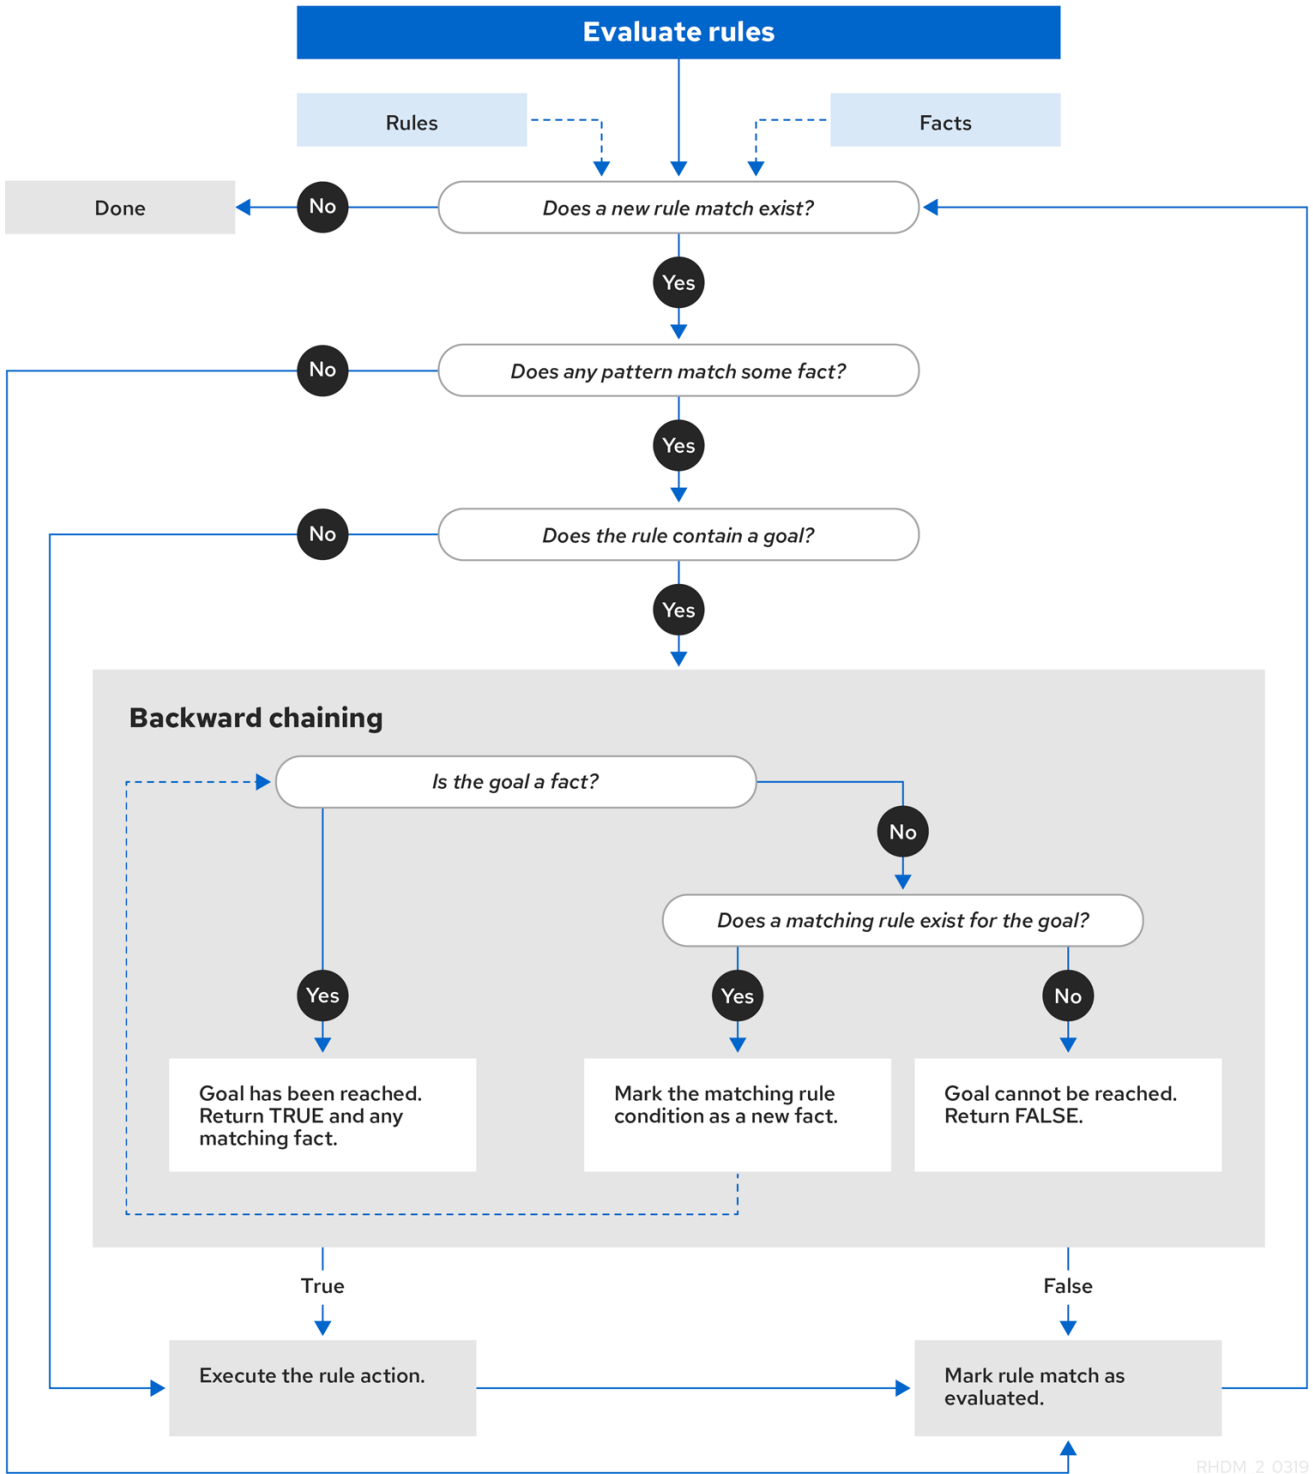 Evaluate rules
Rules
Facts
Done
No
Does a new rule match exist?
Yes
No
Does any pattern match some fact?
Yes
No
Does the rule contain a goal?
Yes
Backward chaining
Is the goal a fact?
No
Does a matching rule exist for the goal?
Yes
Yes
No
Goal has been reached.
Return TRUE and any
matching fact.
Mark the matching rule
condition as a new fact.
Goal cannot be reached.
Return FALSE.
True
False
Execute the rule action.
Mark rule match as
evaluated.
RHDM_2_0319